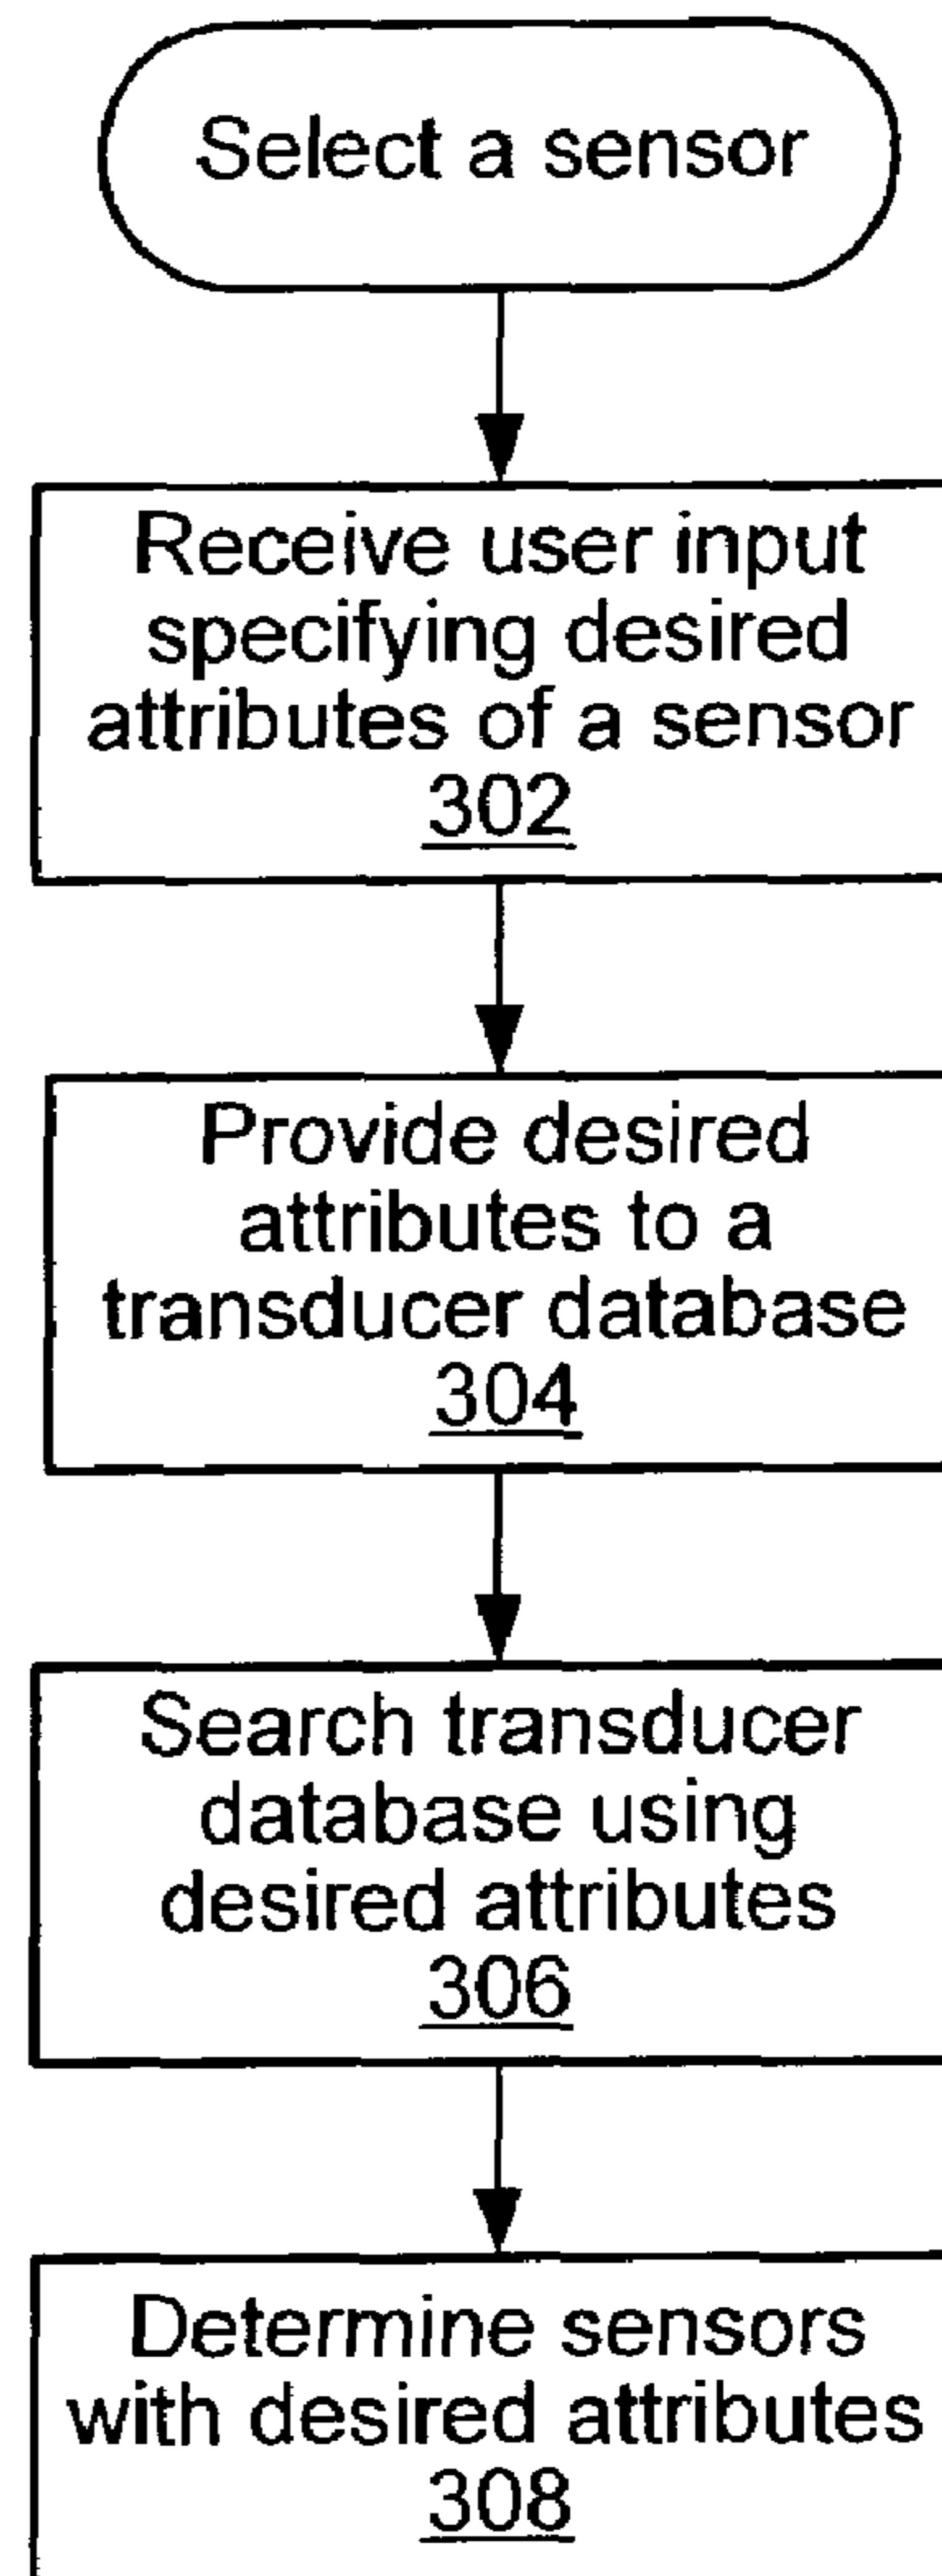 Select a sensor
Receive user input
specifying desired
attributes of a sensor
302
Provide desired
attributes to a
transducer database
304
Search transducer
database using
desired attributes
306
Determine sensors
with desired attributes
308